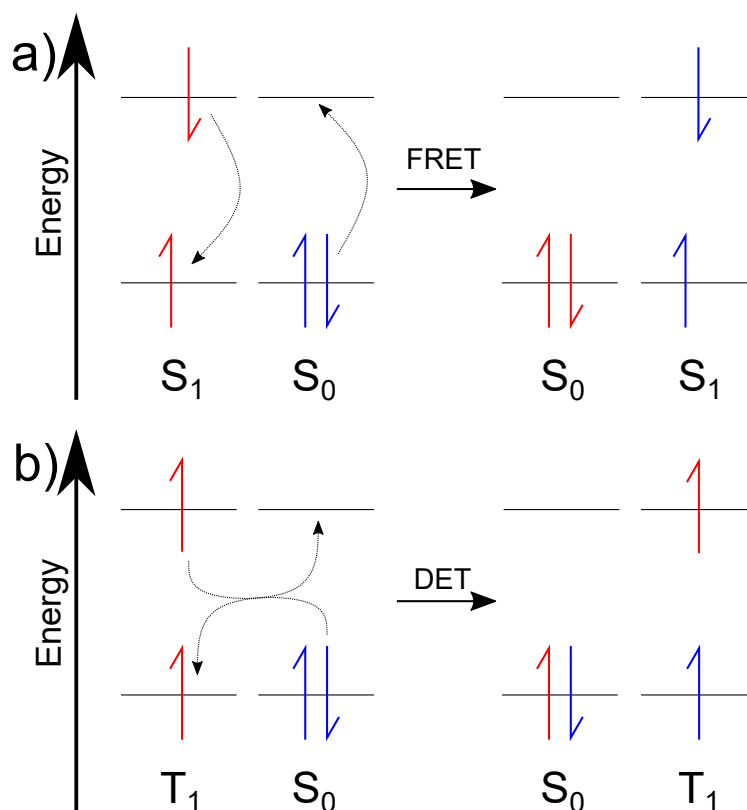 a)
Energy
FRET
S₁ S₀ S₀ S₁
b)
Energy
DET
T₁ S₀ S₀ T₁